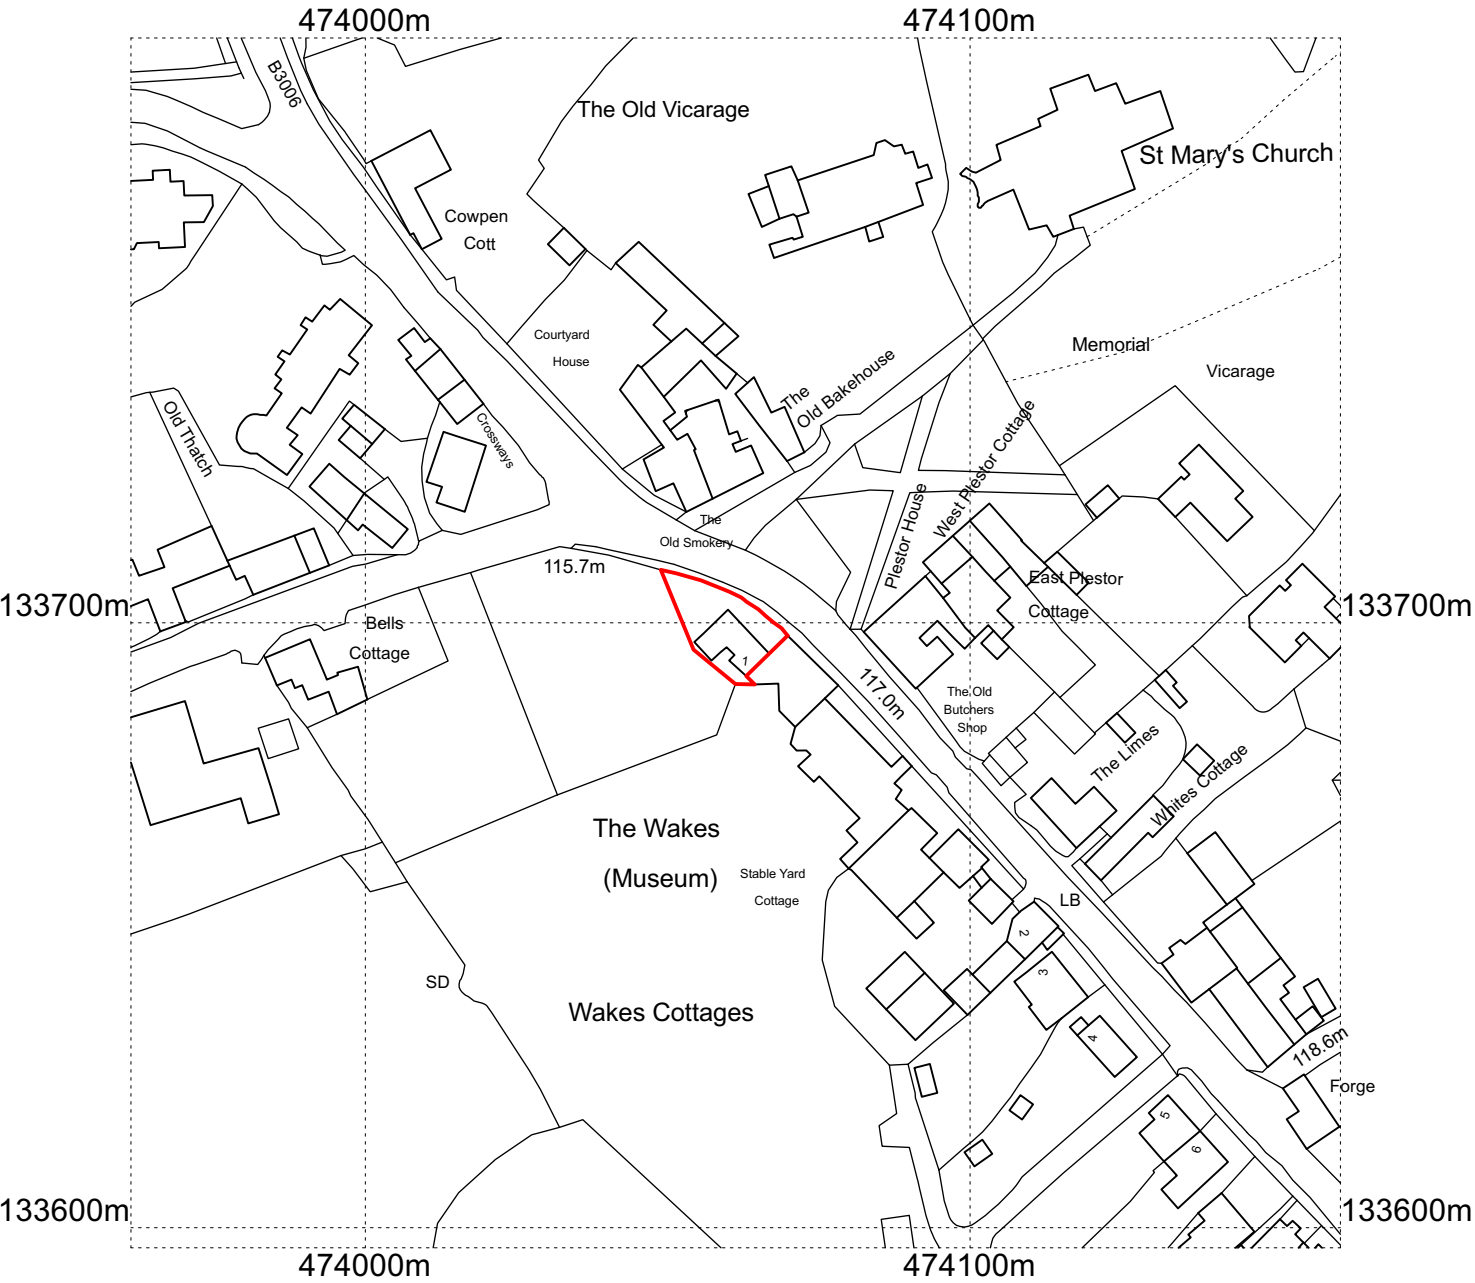 474000m
474100m
B3006
The Old Vicarage
St Mary's Church
Cowpen
Cott
Courtyard
House
Memorial
Vicarage
The
Old Bakehouse
Old Thatch
Crossways
West Plestor Cottage
Plestor House
The
Old Smokery
115.7m
East Plestor
Cottage
133700m
133700m
Bells
Cottage
1
117.0m
The Old
Butchers
Shop
The Limes
Whites Cottage
The Wakes
(Museum)
Stable Yard
Cottage
LB
2
3
SD
Wakes Cottages
4
118.6m
Forge
5
6
133600m
133600m
474000m
474100m